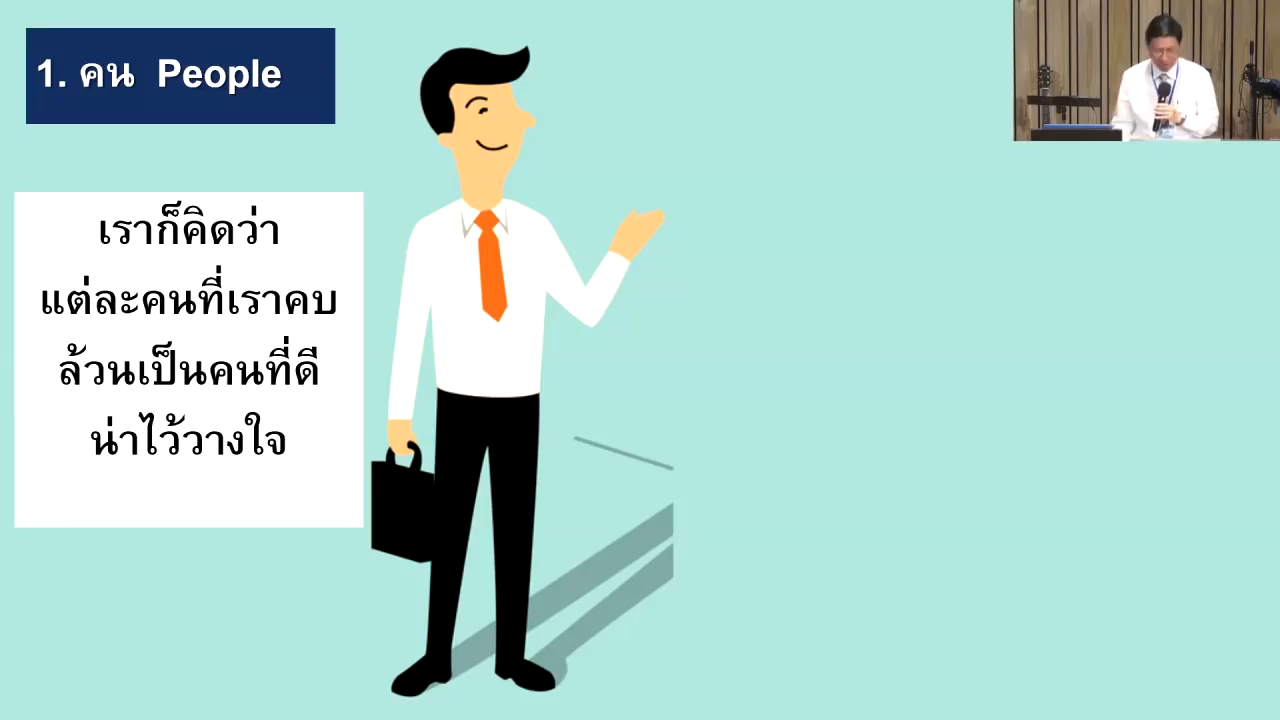 1. คน People
เราก็คิดว่า
แต่ละคนที่เราคบ
ล้วนเป็นคนที่ดี
น่าไว้วางใจ